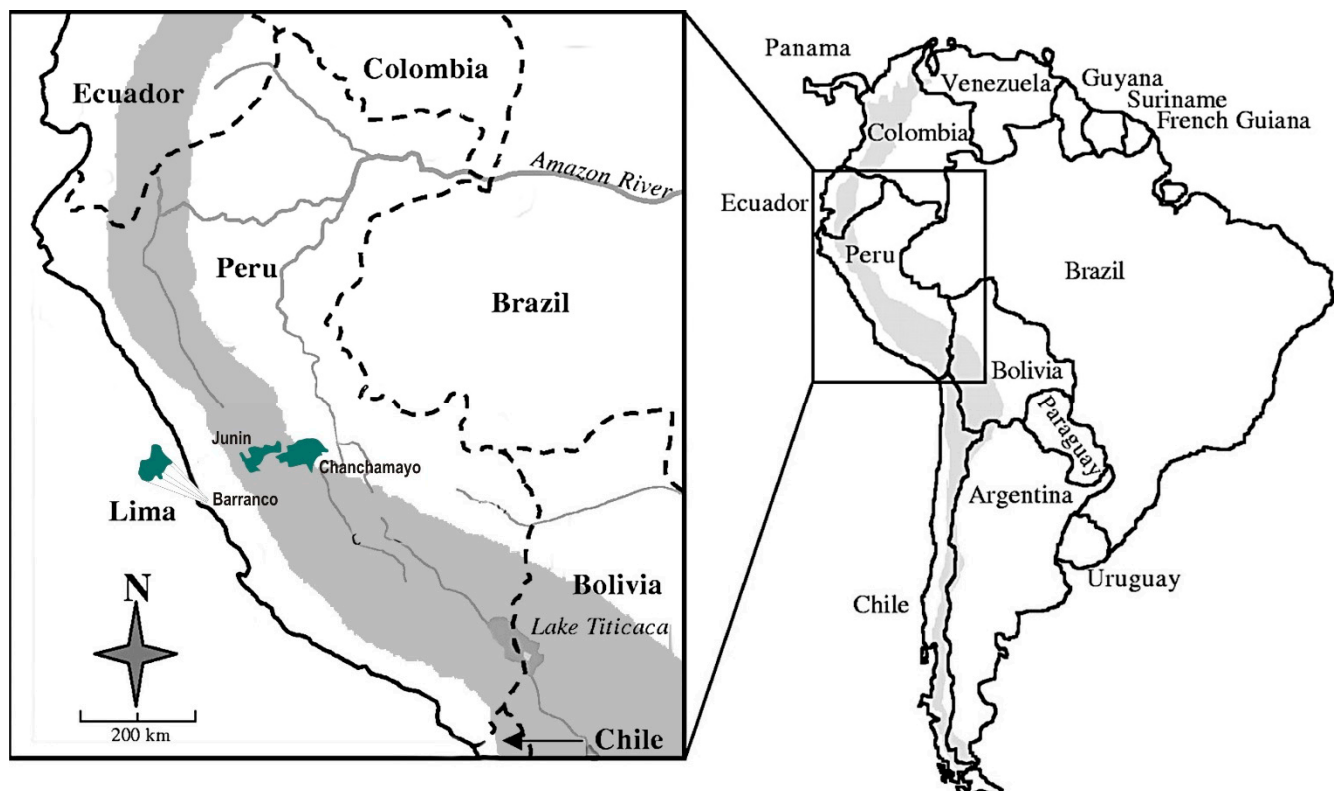 Ecuador
Colombia
Amazon River
Peru
Brazil
Junin
Chanchamayo
Barranco
Lima
N
Bolivia
Lake Titicaca
200 km
Chile
Panama
Venezuela
Guyana
Suriname
French Guiana
Colombia
Ecuador
Peru
Brazil
Bolivia
Paraguay
Argentina
Chile
Uruguay